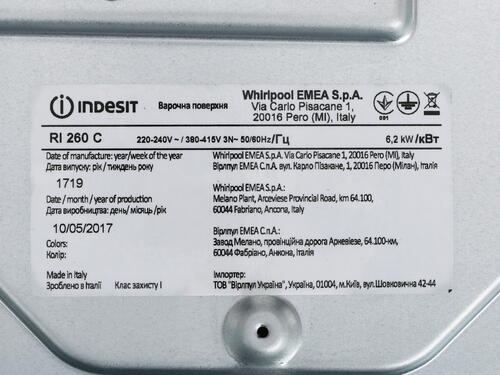 INDESIT
Варочна поверхня
Whirlpool EMEA S.p.A.
Via Carlo Pisacane 1,
20016 Pero (MI), Italy
001
RI 260 C
220-240V ~ / 380-415V 3N~ 50/60Hz/Гц
6,2 kW/кВт
Date of manufacture: year/week of the year
Дата випуску: рік / тиждень року
1719
Date / month / year of production
Дата виробництва: день/ місяць /рік
10/05/2017
Colors:
Колір:
Made in Italy
Зроблено в Італії Клас захисту I
Whirlpool EMEA S.p.A. Via Carlo Pisacane 1, 20016 Pero (MI), Italy
Вірлпул ЕМЕА С.п.А. вул. Карло Пізакане, 1, 20016 Перо (Мілан), Італія
Whirlpool EMEA S.p.A.:
Melano Plant, Arceviese Provincial Road, km 64.100,
60044 Fabriano, Ancona, Italy
Вірлпул ЕМЕА С.п.А.:
Завод Мелано, провінційна дорога Арневіезе, 64.100-км,
60044 Фабріано, Анкона, Італія
Імпортер:
ТОВ "Вірлпул Україна", Україна, 01004, м.Київ, вул.Шовковична 42-44